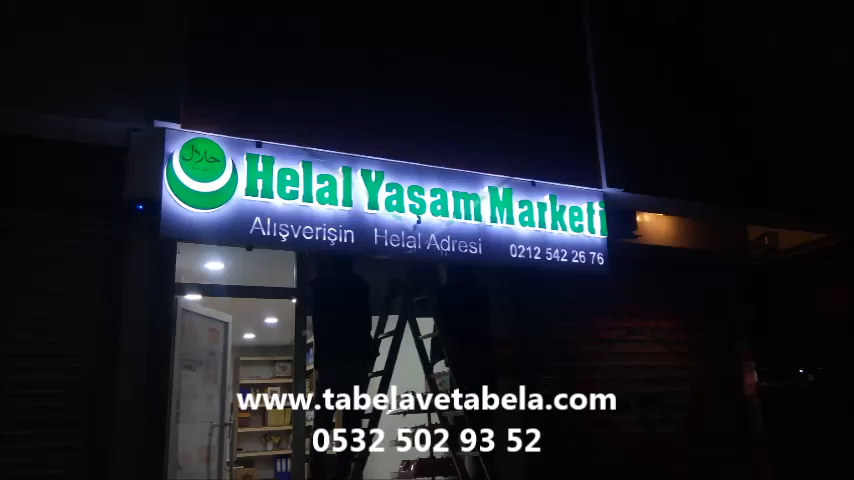 حلال
Helal Yaşam Marketi
Alışverişin Helal Adresi 0212 542 26 76
www.tabelavetabela.com
0532 502 93 52